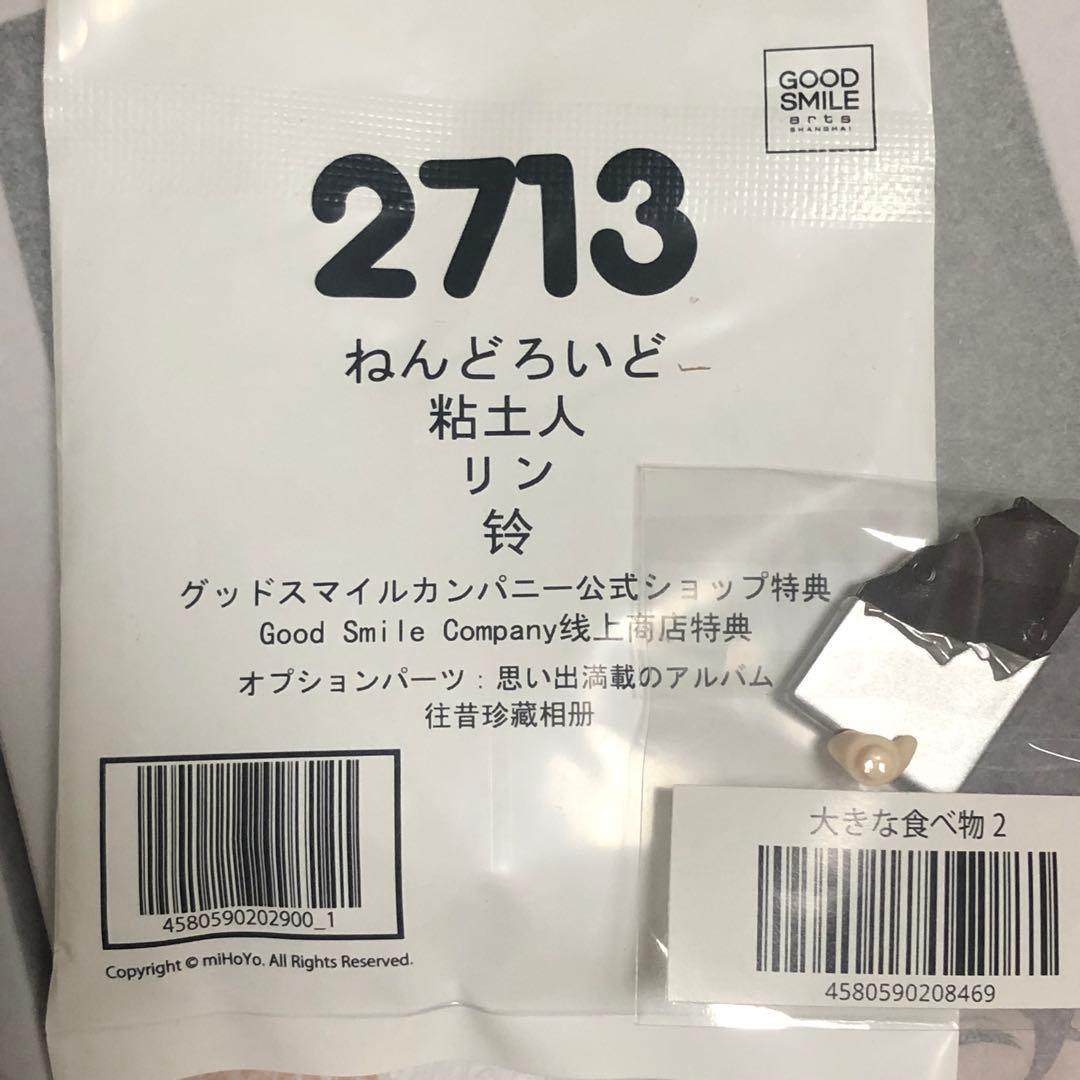 GOOD
SMILE
arts
SHANGHAI
2713
ねんどろいど
粘土人
リン
铃
グッドスマイルカンパニー公式ショップ特典
Good Smile Company线上商店特典
オプションパーツ：思い出満載のアルバム
往昔珍藏相册
4580590202900_1
Copyright © miHoYo. All Rights Reserved.
大きな食べ物 2
4580590208469